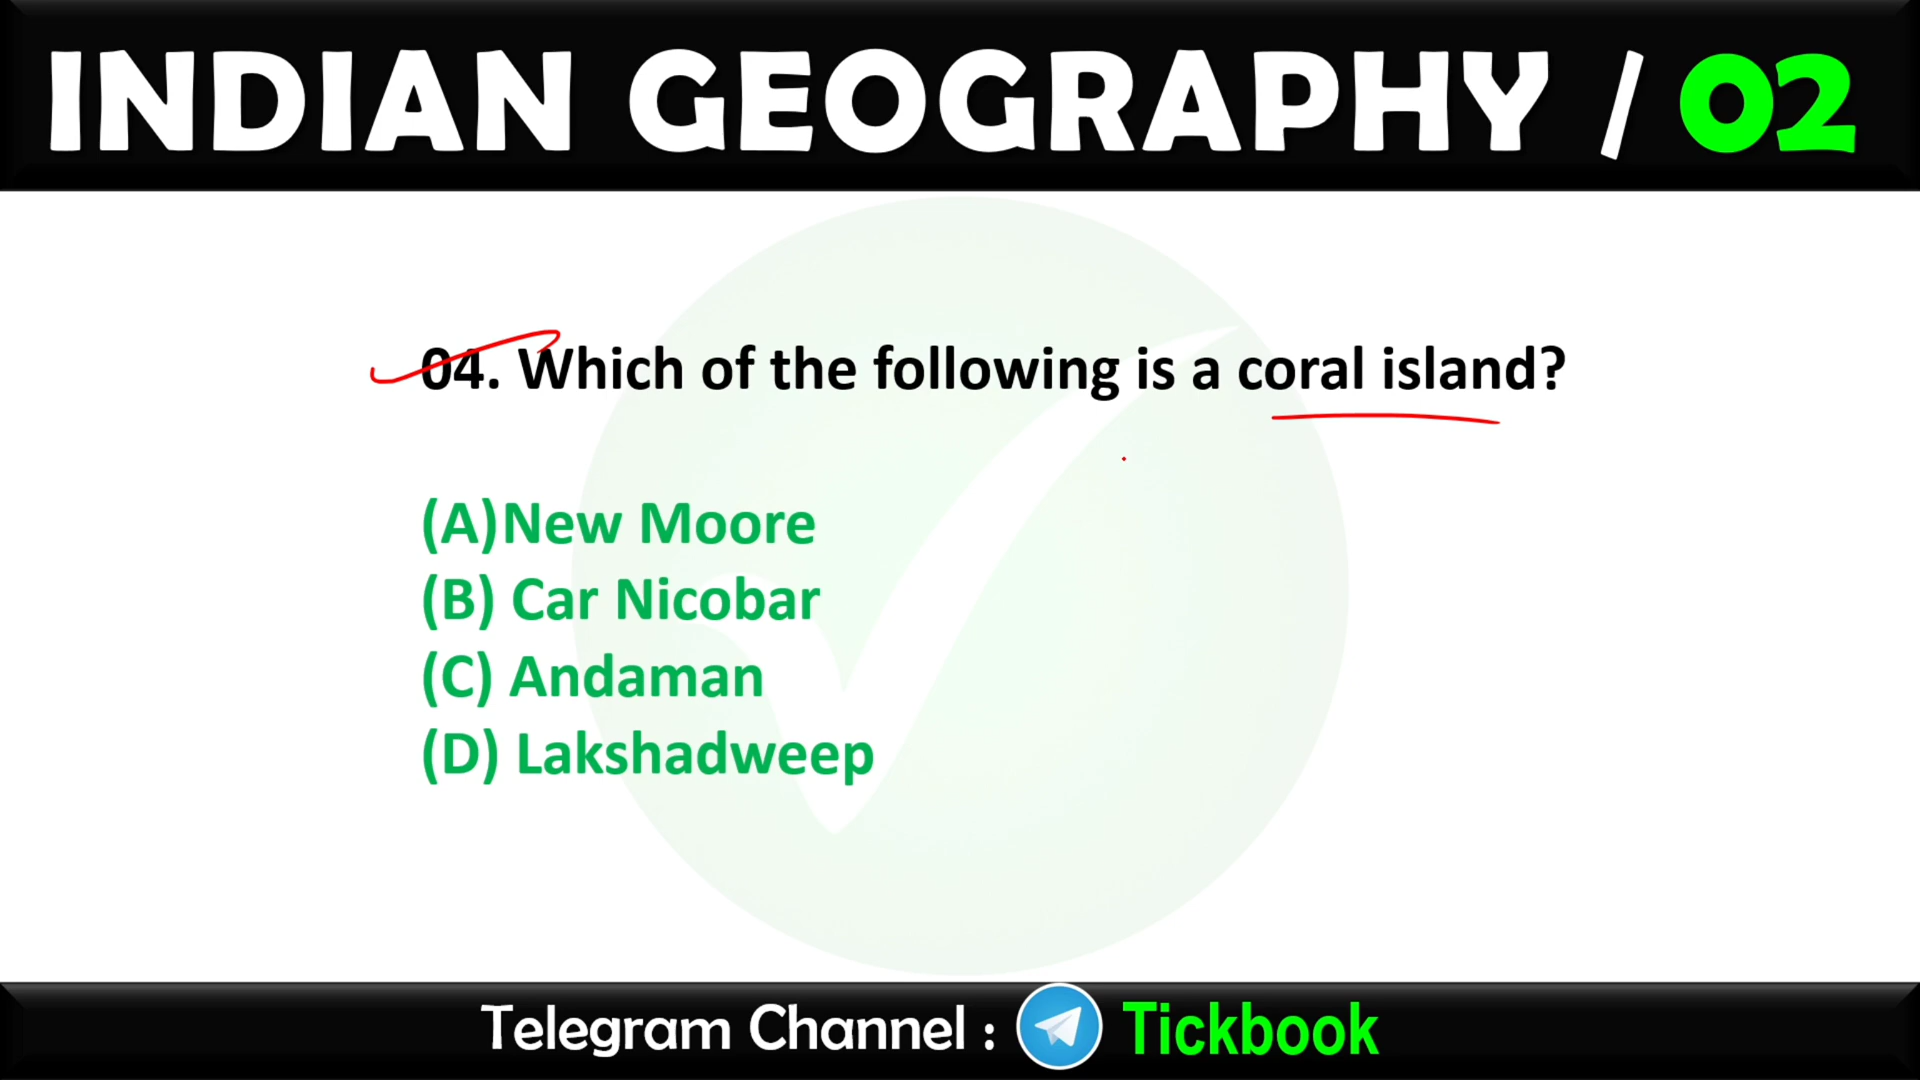 INDIAN GEOGRAPHY / 02
04. Which of the following is a coral island?
(A)New Moore
(B) Car Nicobar
(C) Andaman
(D) Lakshadweep
Telegram Channel : Tickbook